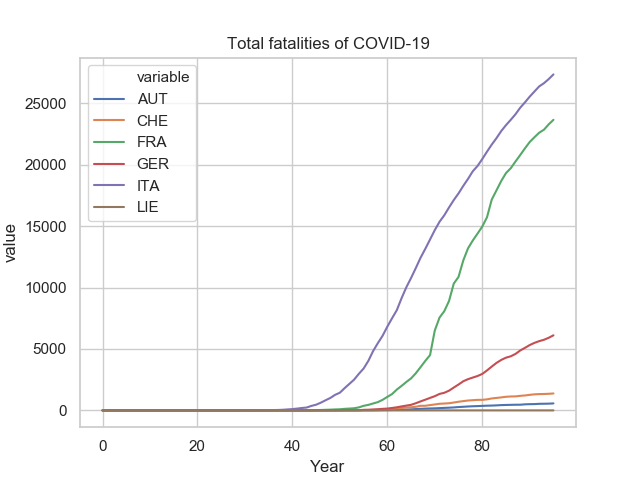 Total fatalities of COVID-19
variable
AUT
CHE
FRA
GER
ITA
LIE
value
25000
20000
15000
10000
5000
0
0 20 40 60 80
Year